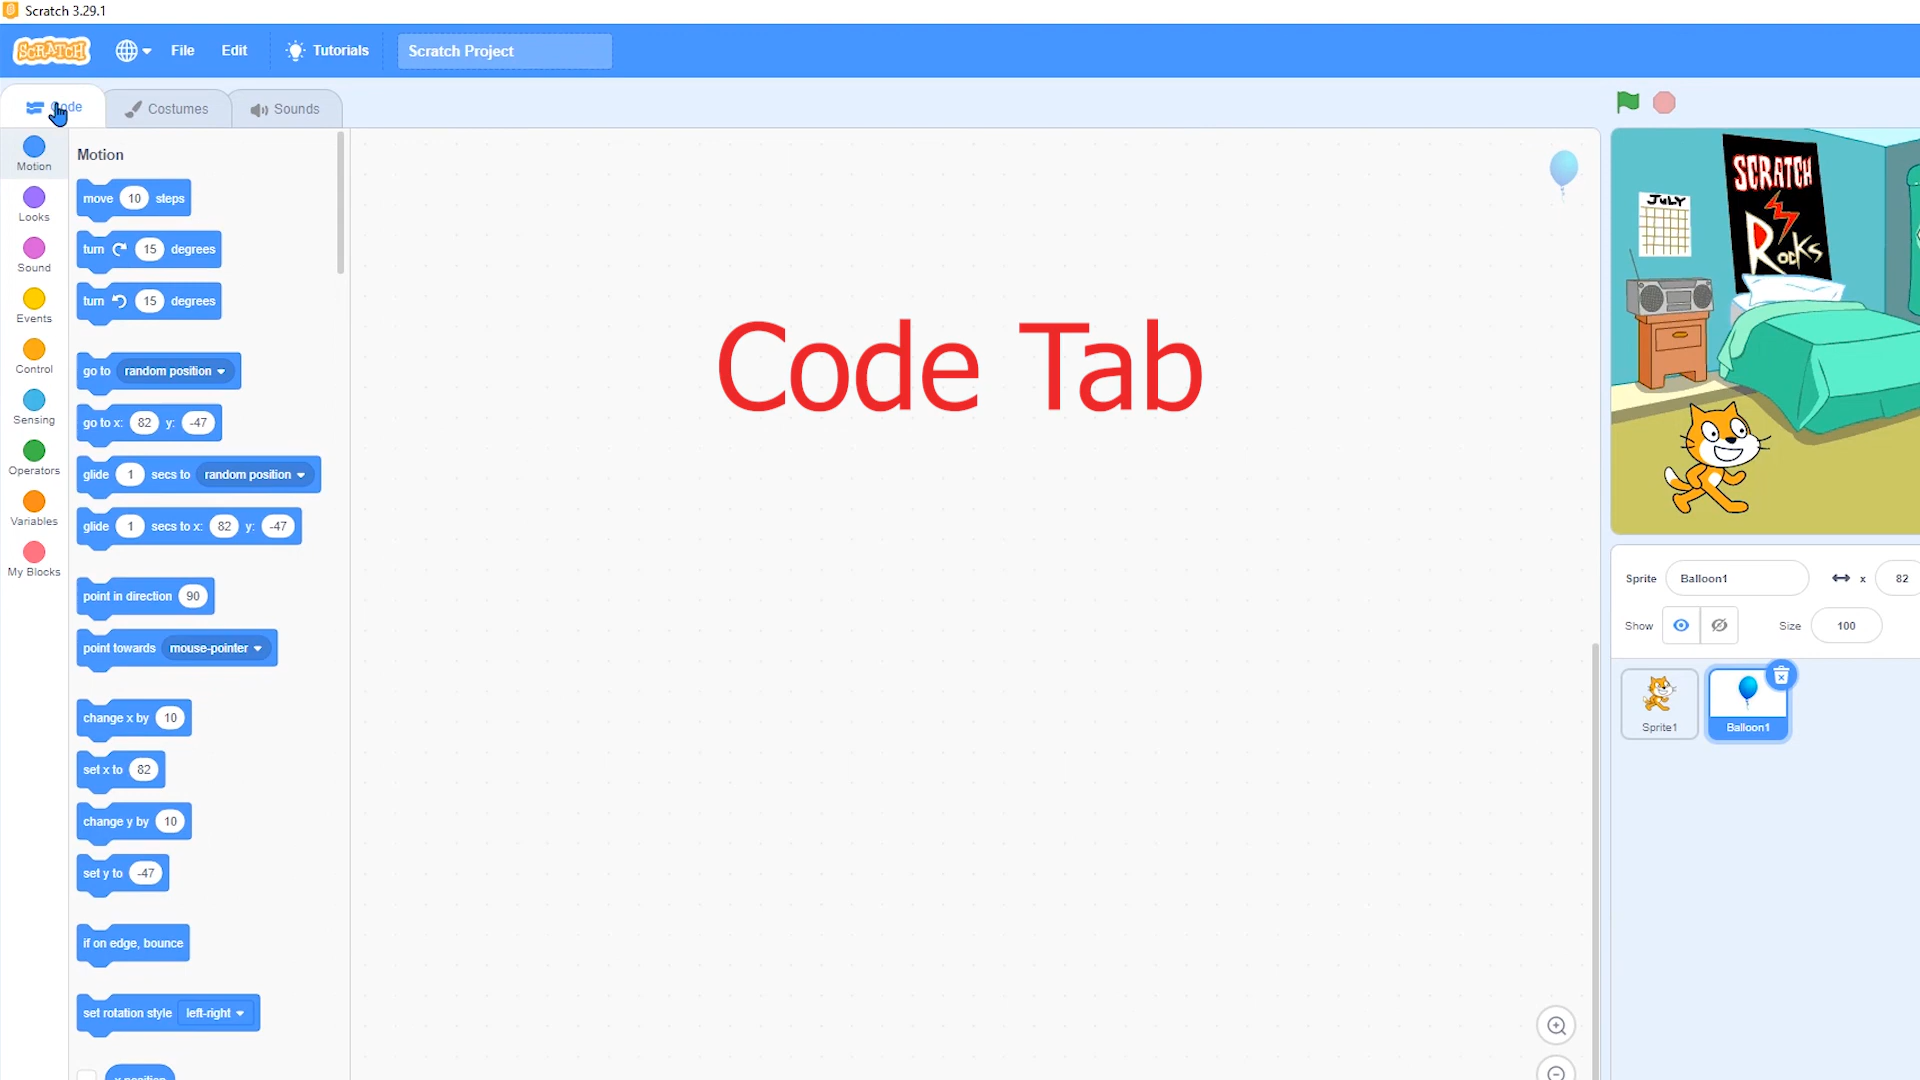 Scratch 3.29.1
SCRATCH File Edit Tutorials Scratch Project
Code Costumes Sounds
Motion
Looks
Sound
Events
Control
Sensing
Operators
Variables
My Blocks
Motion
move 10 steps
turn 15 degrees
turn 15 degrees
go to random position
go to x: 82 y: -47
glide 1 secs to random position
glide 1 secs to x: 82 y: -47
point in direction 90
point towards mouse-pointer
change x by 10
set x to 82
change y by 10
set y to -47
if on edge, bounce
set rotation style left-right
x position
Code Tab
JULY
SCRATCH
ROCKS
Sprite Balloon1 x 82
Show Size 100
Sprite1
Balloon1